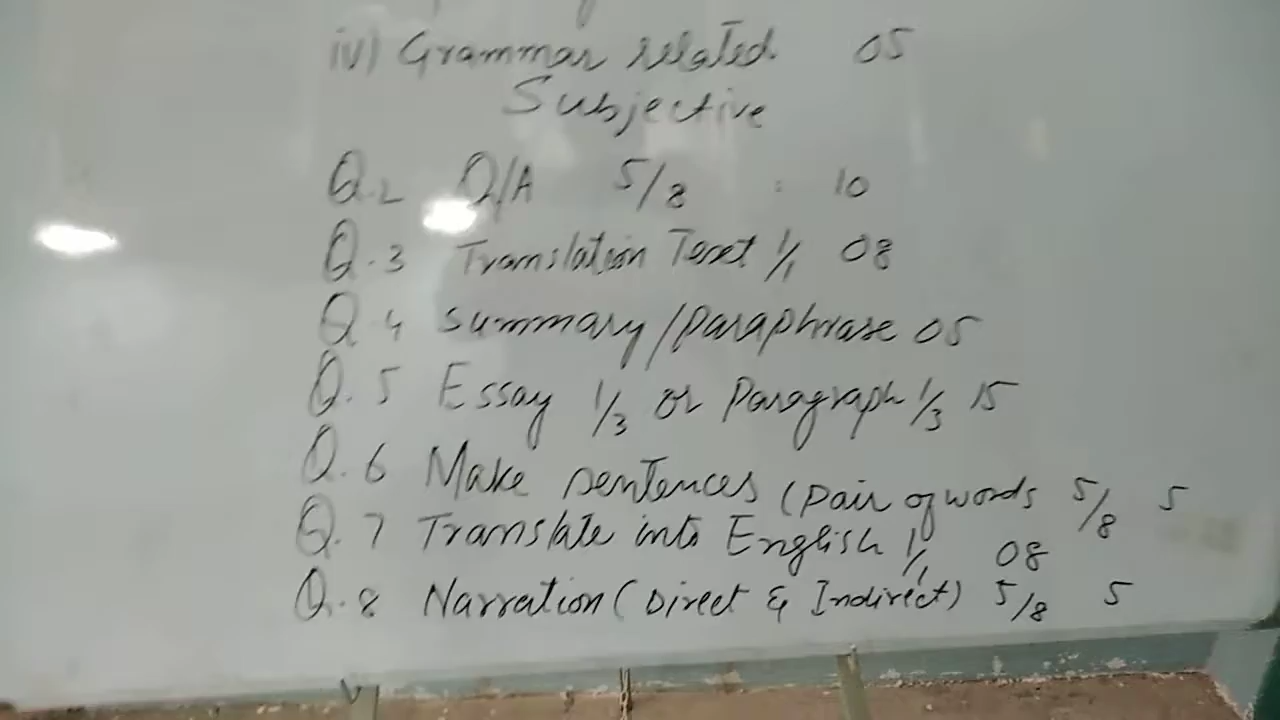 iv) Grammar related 05
Subjective
Q.2 Q/A 5/8 : 10
Q.3 Translation Text 1/1 08
Q.4 Summary/Paraphrase 05
Q.5 Essay 1/3 or Paragraph 1/3 15
Q.6 Make sentences (Pair of words 5/8 5
Q.7 Translate into English 1/1 08
Q.8 Narration (Direct & Indirect) 5/8 5